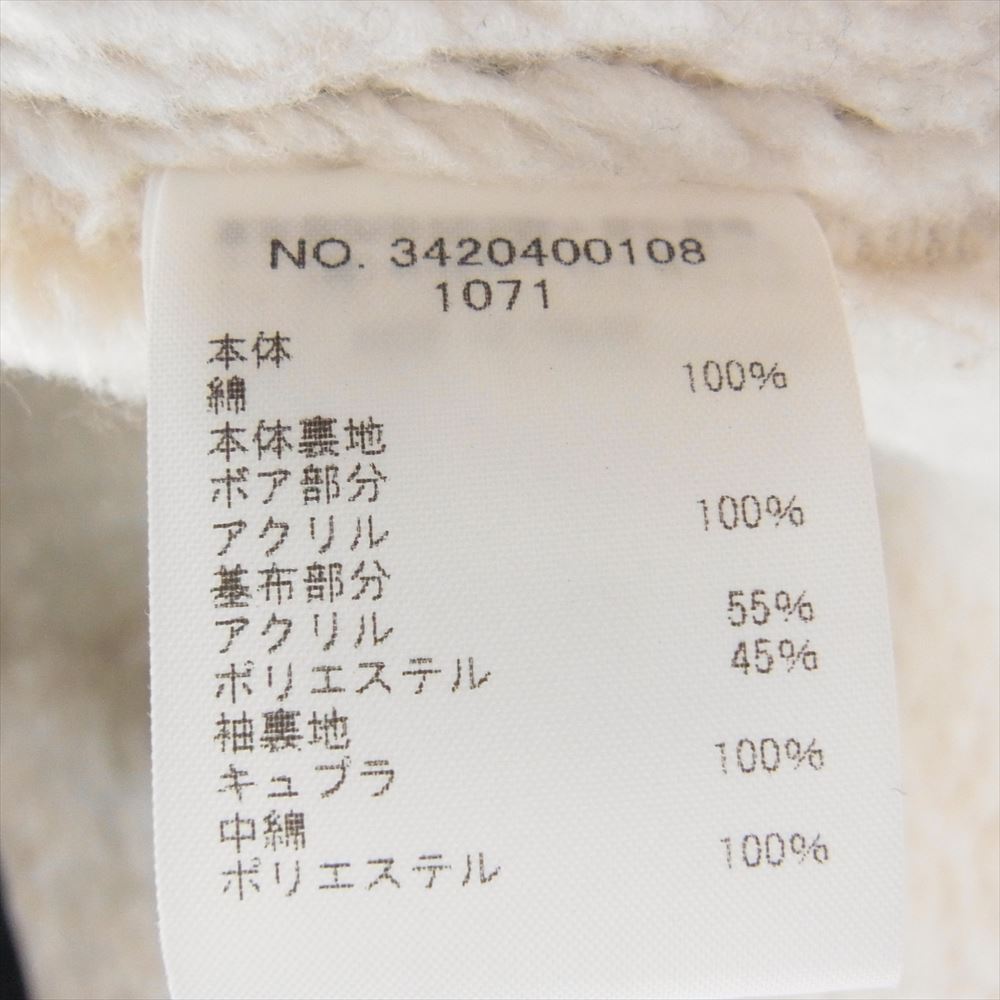 NO. 3420400108
1071
本体
綿 100%
本体裏地
ボア部分
アクリル 100%
基布部分
アクリル 55%
ポリエステル 45%
袖裏地
キュプラ 100%
中綿
ポリエステル 100%